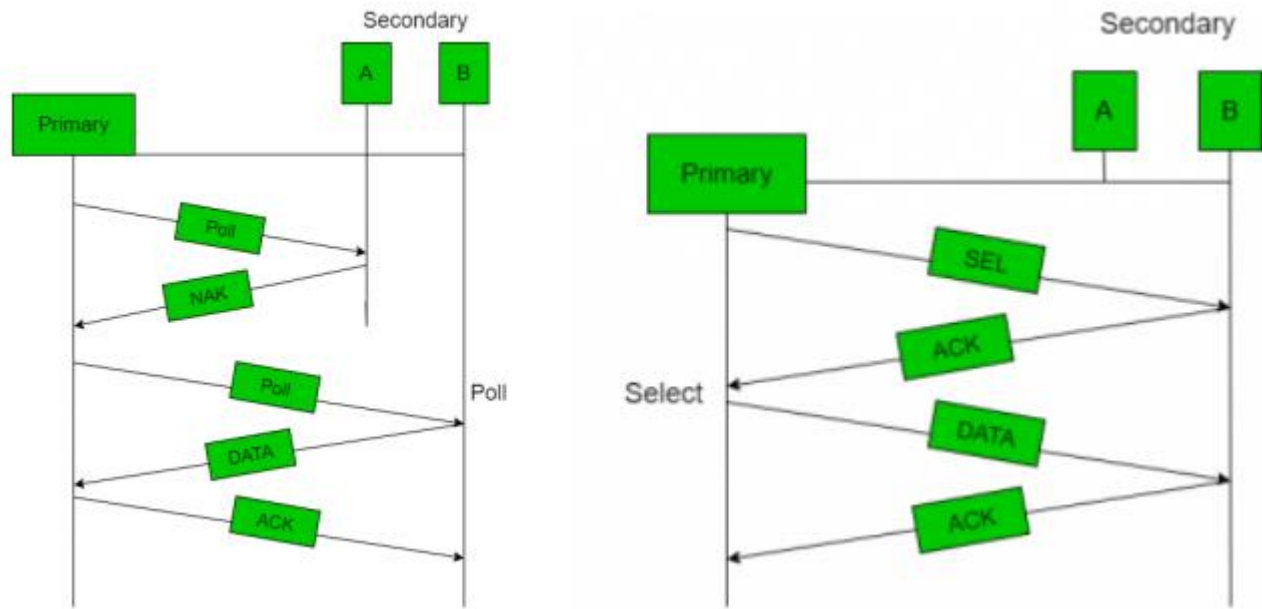 Secondary
A
B
Primary
Poll
NAK
Poll
Poll
DATA
ACK
Secondary
A
B
Primary
SEL
ACK
Select
DATA
ACK